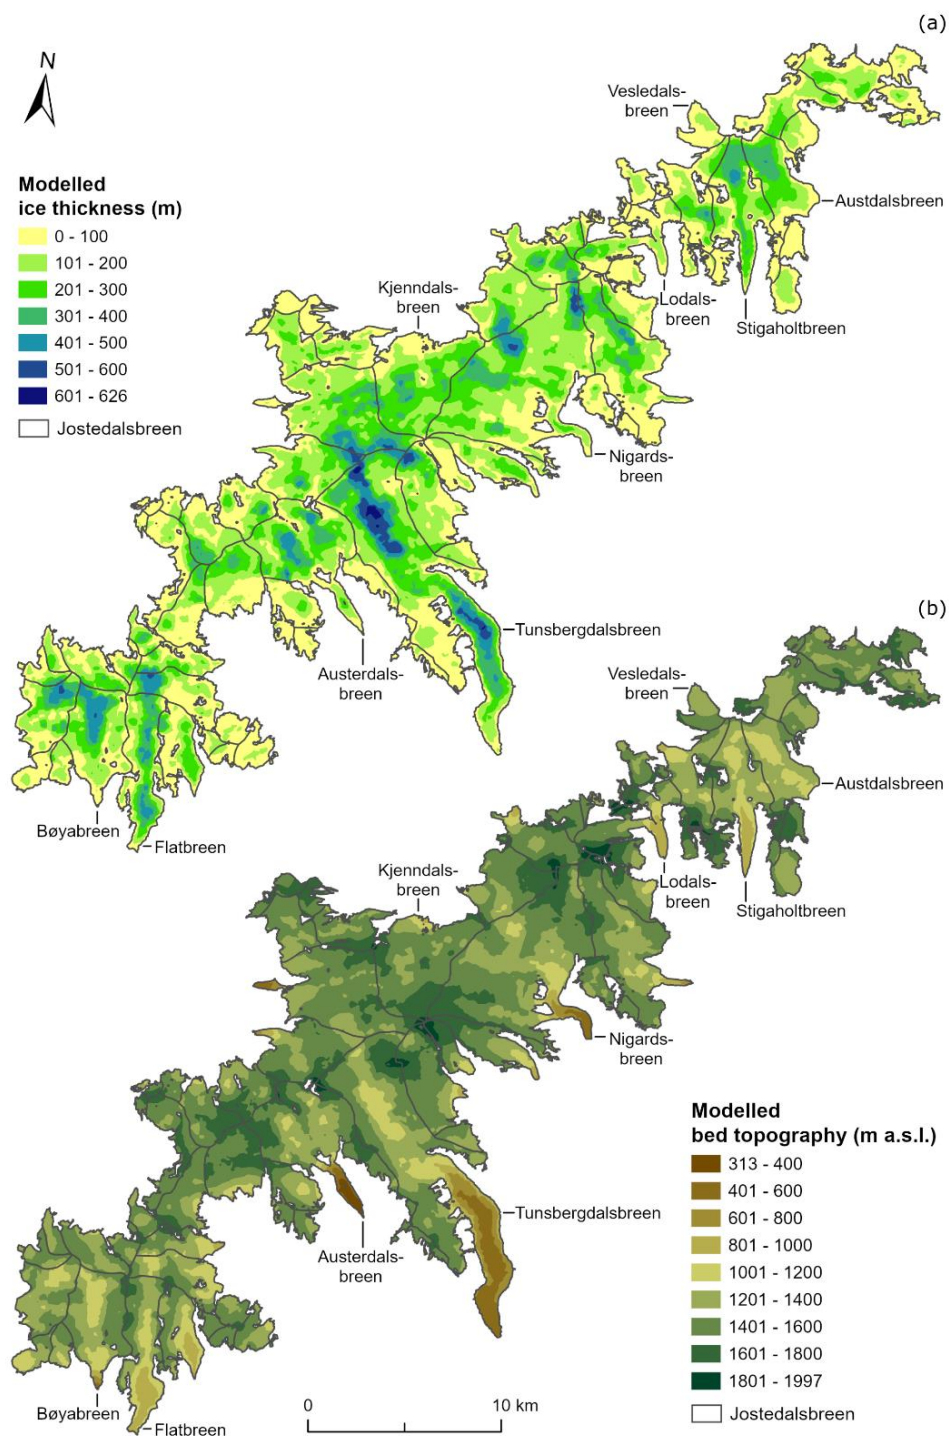 (a)
N
Vesledals-
breen
Modelled
ice thickness (m)
0 - 100
101 - 200
201 - 300
301 - 400
401 - 500
501 - 600
601 - 626
Jostedalsbreen
Austdalsbreen
Kjenndals-
breen
Lodals-
breen
Stigaholtbreen
Nigards-
breen
Tunsbergdalsbreen
Austerdals-
breen
Bøyabreen
Flatbreen
(b)
Vesledals-
breen
Austdalsbreen
Kjenndals-
breen
Lodals-
breen
Stigaholtbreen
Nigards-
breen
Modelled
bed topography (m a.s.l.)
313 - 400
401 - 600
601 - 800
801 - 1000
1001 - 1200
1201 - 1400
1401 - 1600
1601 - 1800
1801 - 1997
Jostedalsbreen
Tunsbergdalsbreen
Austerdals-
breen
Bøyabreen
Flatbreen
0 10 km